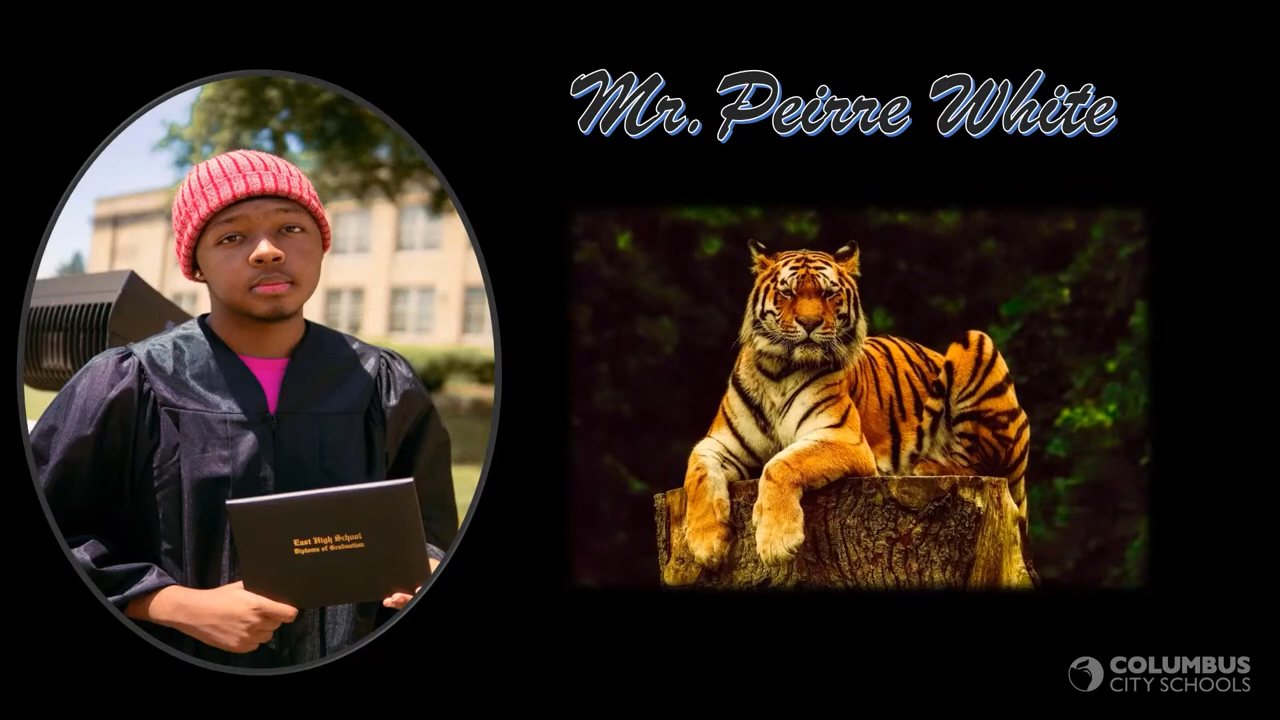 Mr. Peirre White
East High School
Diploma of Graduation
COLUMBUS
CITY SCHOOLS